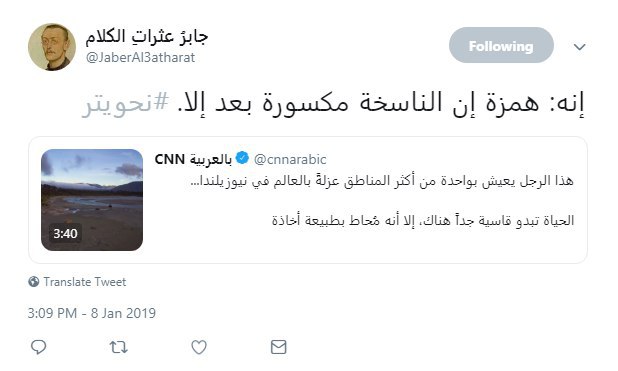 جابرُ عثراتِ الكلام
@JaberAl3atharat
Following
إنه: همزة إن الناسخة مكسورة بعد إلا. #نحويتر
CNN بالعربية @cnnarabic
هذا الرجل يعيش بواحدة من أكثر المناطق عزلةً بالعالم في نيوزيلندا...
الحياة تبدو قاسية جداً هناك، إلا أنه مُحاط بطبيعة أخاذة
3:40
Translate Tweet
3:09 PM - 8 Jan 2019